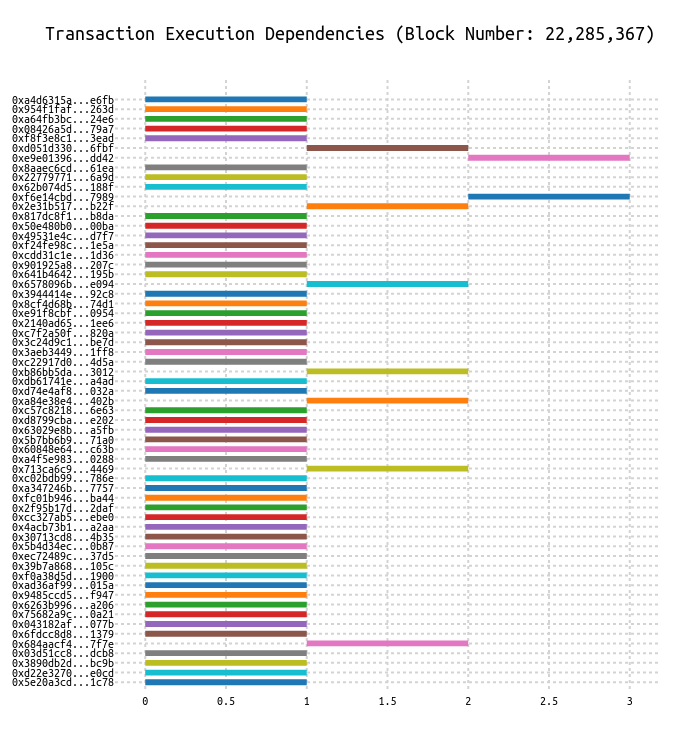 Transaction Execution Dependencies (Block Number: 22,285,367)
0xa4d6315a...e6fb
0x954f1faf...263d
0xa64fb3bc...24e6
0x08426a5d...79a7
0xf8f3e8c1...3ead
0xd051d330...6fbf
0xe9e01396...dd42
0x8aaec6cd...61ea
0x22779771...6a9d
0x62b074d5...188f
0xf6e14cbd...7989
0x2e31b517...b22f
0x817dc8f1...b8da
0x50e480b0...00ba
0x49531e4c...d7f7
0xf24fe98c...1e5a
0xcdd31c1e...1d36
0x901925a8...207c
0x641b4642...195b
0x6578096b...e094
0x3944414e...92c8
0x8cf4d68b...74d1
0xe91f8cbf...0954
0x2140ad65...1ee6
0xc7f2a50f...820a
0x3c24d9c1...be7d
0x3aeb3449...1ff8
0xc22917d0...4d5a
0xb86bb5da...3012
0xdb61741e...a4ad
0xd74e4af8...032a
0xa84e38e4...402b
0xc57c8218...6e63
0xd8799cba...e202
0x63029e8b...a5fb
0x5b7bb6b9...71a0
0x60848e64...c63b
0xa4f5e983...0288
0x713ca6c9...4469
0xc02bdb99...786e
0xa347246b...7757
0xfc01b946...ba44
0x2f95b17d...2daf
0xcc327ab5...ebe0
0x4acb73b1...a2aa
0x30713cd8...4b35
0x5b4d34ec...0b87
0xec72489c...37d5
0x39b7a868...105c
0xf0a38d5d...1900
0xad36af99...015a
0x9485ccd5...f947
0x6263b996...a206
0x75682a9c...0a21
0x043182af...077b
0x6fdcc8d8...1379
0x684aacf4...7f7e
0x03d51cc8...dcb8
0x3890db2d...bc9b
0xd22e3270...e0cd
0x5e20a3cd...1c78
0 0.5 1 1.5 2 2.5 3